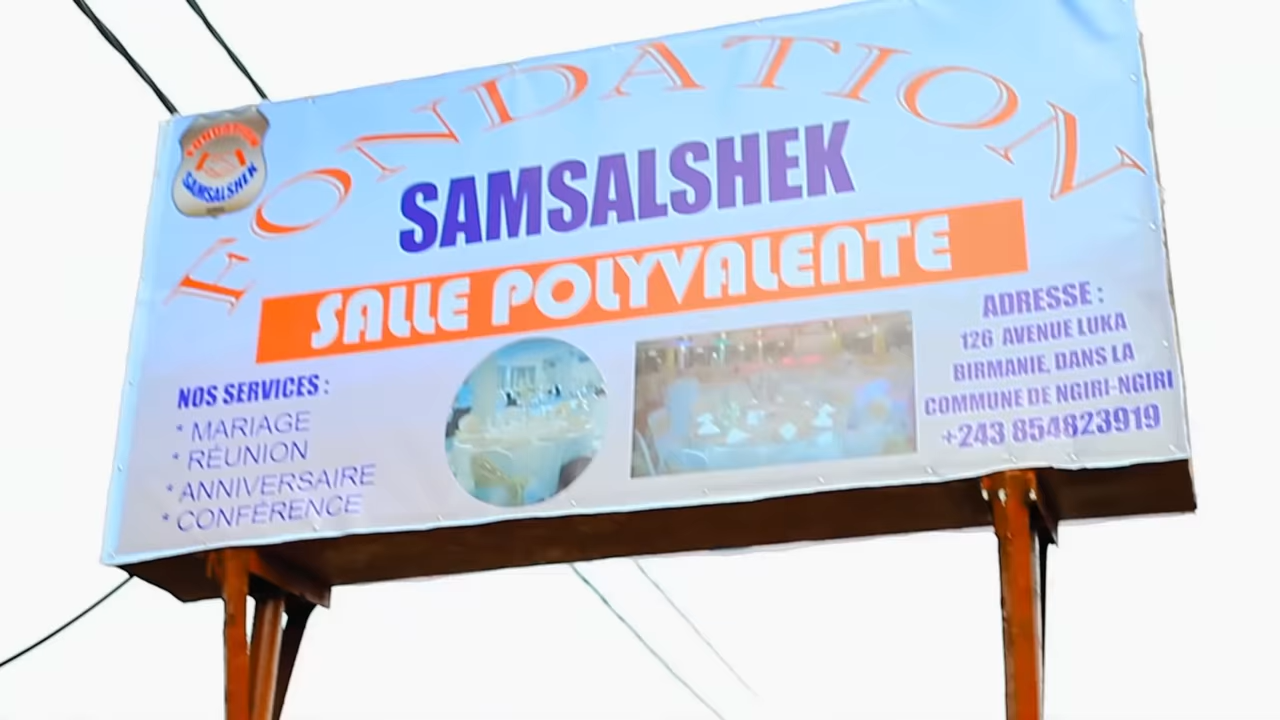 FONDATION
SAMSALSHEK
FONDATION
SAMSALSHEK
SALLE POLYVALENTE
NOS SERVICES :
* MARIAGE
* RÉUNION
* ANNIVERSAIRE
* CONFÉRENCE
ADRESSE :
126 AVENUE LUKA
BIRMANIE, DANS LA
COMMUNE DE NGIRI-NGIRI
+243 854823919